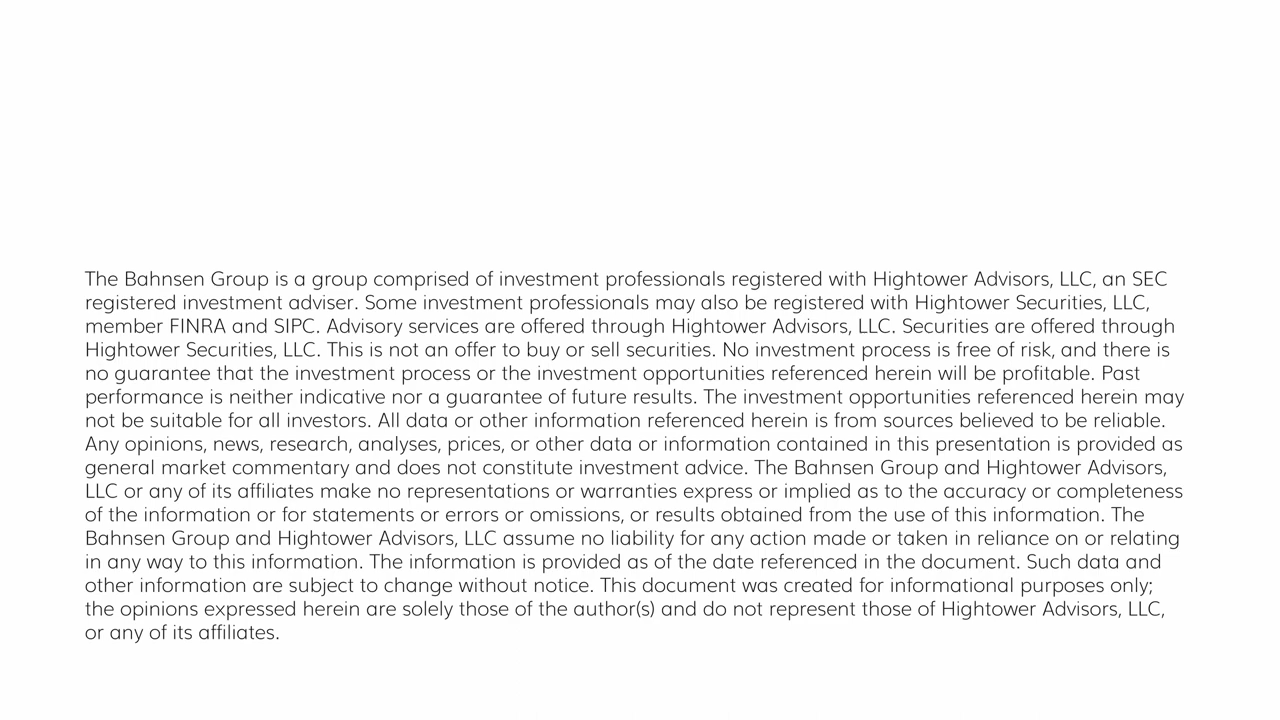 The Bahnsen Group is a group comprised of investment professionals registered with Hightower Advisors, LLC, an SEC
registered investment adviser. Some investment professionals may also be registered with Hightower Securities, LLC,
member FINRA and SIPC. Advisory services are offered through Hightower Advisors, LLC. Securities are offered through
Hightower Securities, LLC. This is not an offer to buy or sell securities. No investment process is free of risk, and there is
no guarantee that the investment process or the investment opportunities referenced herein will be profitable. Past
performance is neither indicative nor a guarantee of future results. The investment opportunities referenced herein may
not be suitable for all investors. All data or other information referenced herein is from sources believed to be reliable.
Any opinions, news, research, analyses, prices, or other data or information contained in this presentation is provided as
general market commentary and does not constitute investment advice. The Bahnsen Group and Hightower Advisors,
LLC or any of its affiliates make no representations or warranties express or implied as to the accuracy or completeness
of the information or for statements or errors or omissions, or results obtained from the use of this information. The
Bahnsen Group and Hightower Advisors, LLC assume no liability for any action made or taken in reliance on or relating
in any way to this information. The information is provided as of the date referenced in the document. Such data and
other information are subject to change without notice. This document was created for informational purposes only;
the opinions expressed herein are solely those of the author(s) and do not represent those of Hightower Advisors, LLC,
or any of its affiliates.